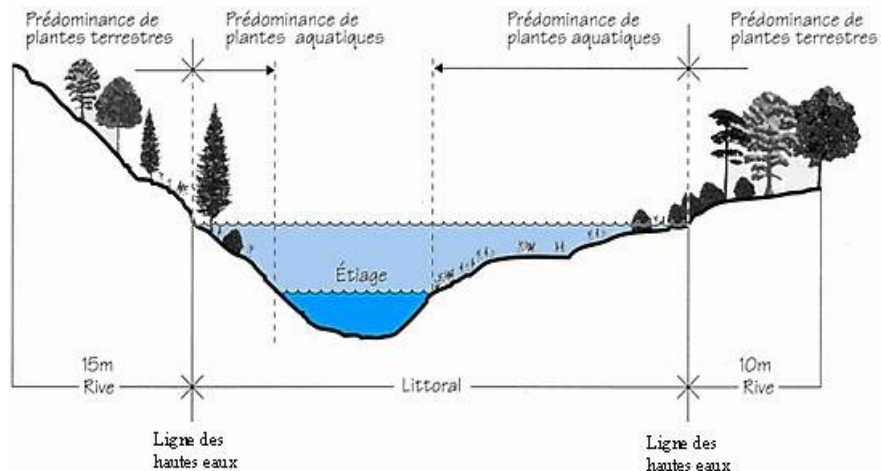 Prédominance de
plantes terrestres
Prédominance de
plantes aquatiques
Prédominance de
plantes aquatiques
Prédominance de
plantes terrestres
Étiage
15m
Rive
Littoral
10m
Rive
Ligne des
hautes eaux
Ligne des
hautes eaux